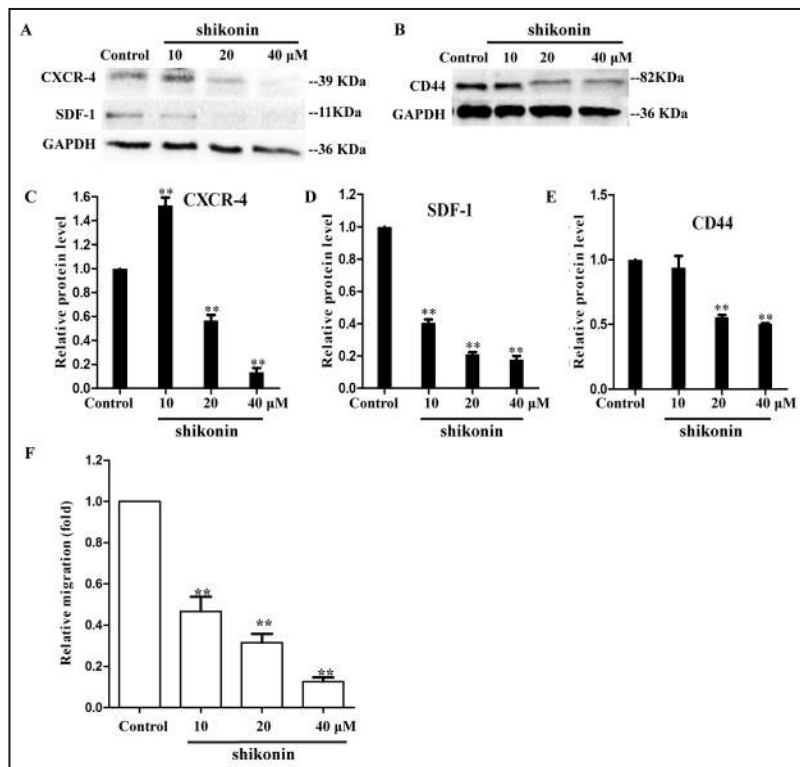 A
shikonin
Control 10 20 40 μM
CXCR-4 --39 KDa
SDF-1 --11KDa
GAPDH --36 KDa
B
shikonin
Control 10 20 40 μM
CD44 --82KDa
GAPDH --36 KDa
C
CXCR-4
Relative protein level
1.6
1.4
1.2
1.0
0.8
0.6
0.4
0.2
0.0
**
**
**
Control 10 20 40 μM
shikonin
D
SDF-1
Relative protein level
1.0
0.8
0.6
0.4
0.2
0.0
**
**
**
Control 10 20 40 μM
shikonin
E
CD44
Relative protein level
1.5
1.0
0.5
0.0
**
**
Control 10 20 40 μM
shikonin
F
Relative migration (fold)
1.2
1.0
0.8
0.6
0.4
0.2
0.0
**
**
**
Control 10 20 40 μM
shikonin